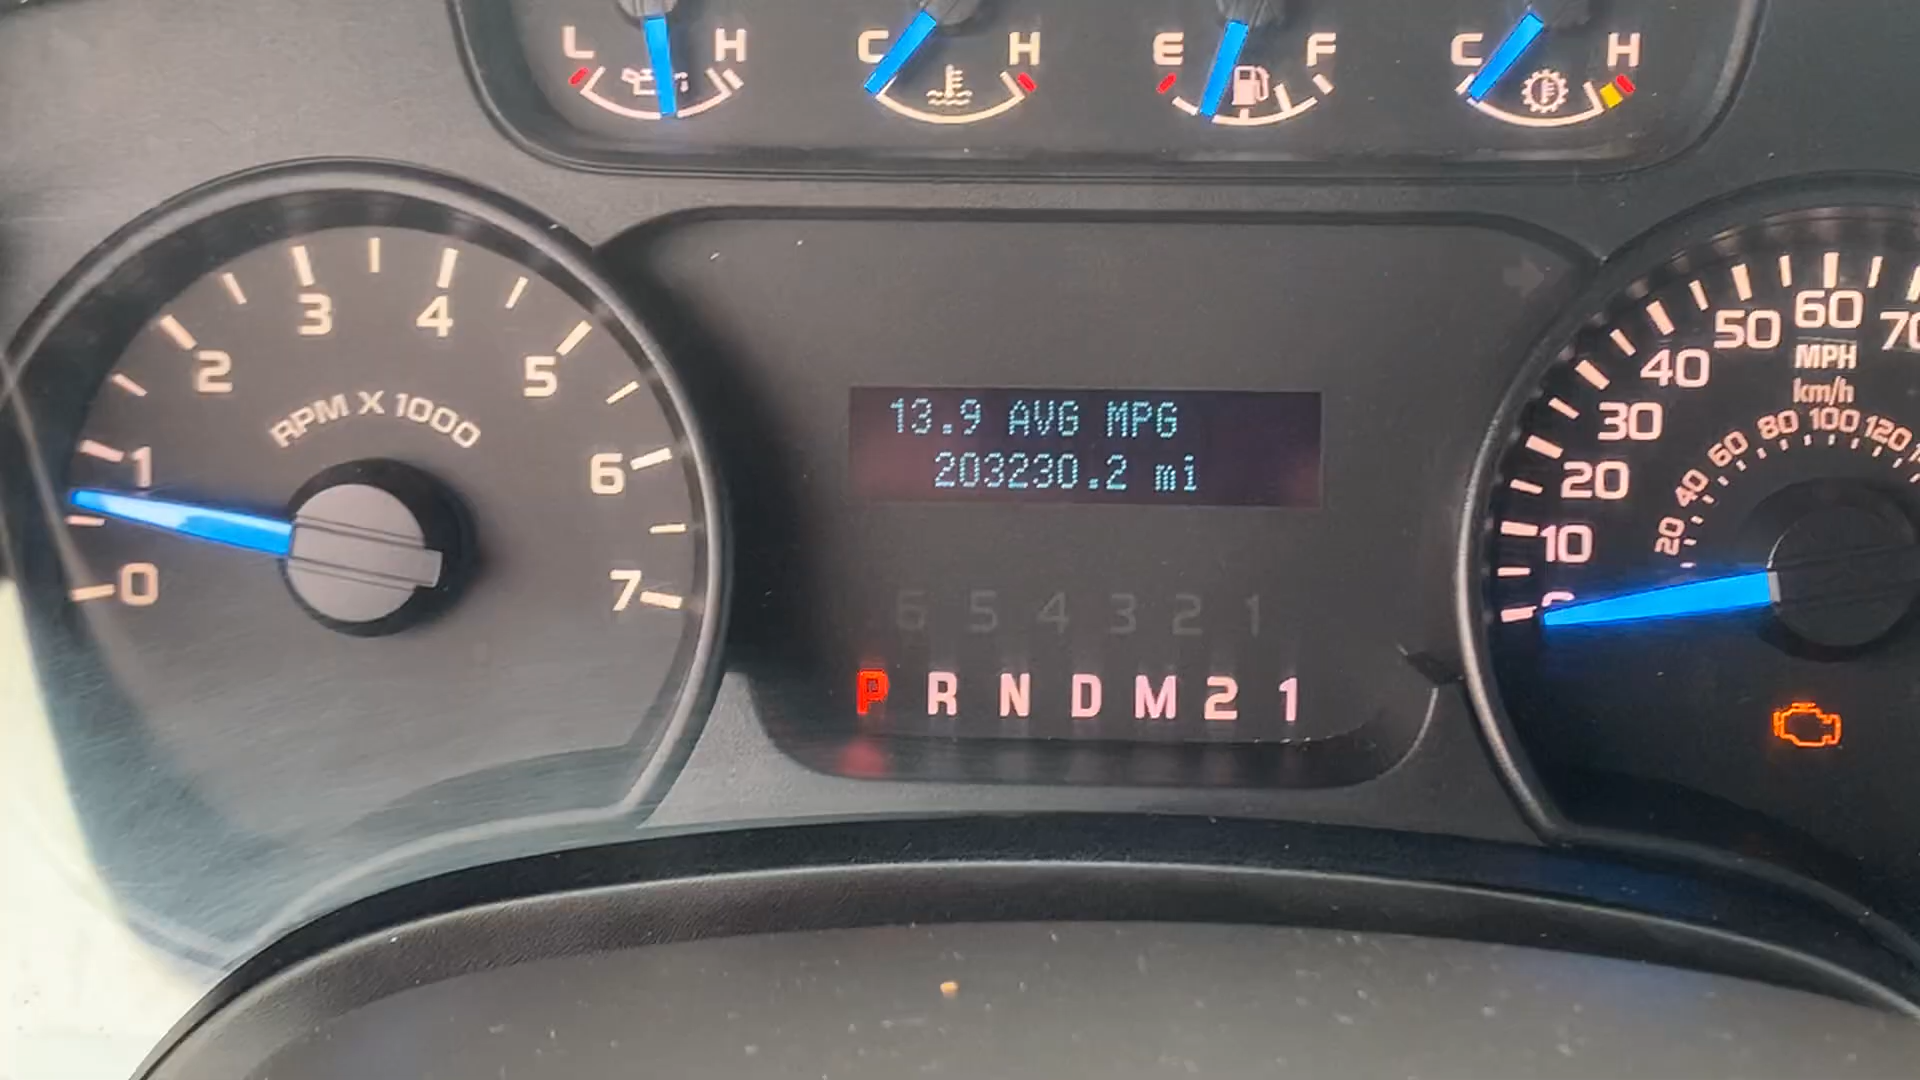 L H
C H
E F
C H
0 1 2 3 4 5 6 7
RPM X 1000
13.9 AVG MPG
203230.2 mi
6 5 4 3 2 1
P R N D M 2 1
10 20 30 40 50 60 70
MPH
km/h
20 40 60 80 100 120